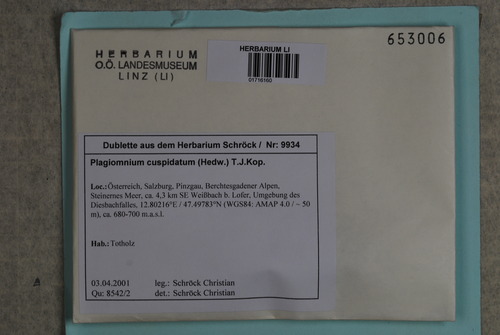 653006
HERBARIUM
O.Ö. LANDESMUSEUM
LINZ (LI)
HERBARIUM LI
01716160
Dublette aus dem Herbarium Schröck / Nr: 9934
Plagiomnium cuspidatum (Hedw.) T.J.Kop.
Loc.:Österreich, Salzburg, Pinzgau, Berchtesgadener Alpen,
Steinernes Meer, ca. 4,3 km SE Weißbach b. Lofer, Umgebung des
Diesbachfalles, 12.80216°E / 47.49783°N (WGS84: AMAP 4.0 / ~ 50
m), ca. 680-700 m.a.s.l.
Hab.: Totholz
03.04.2001 leg.: Schröck Christian
Qu: 8542/2 det.: Schröck Christian